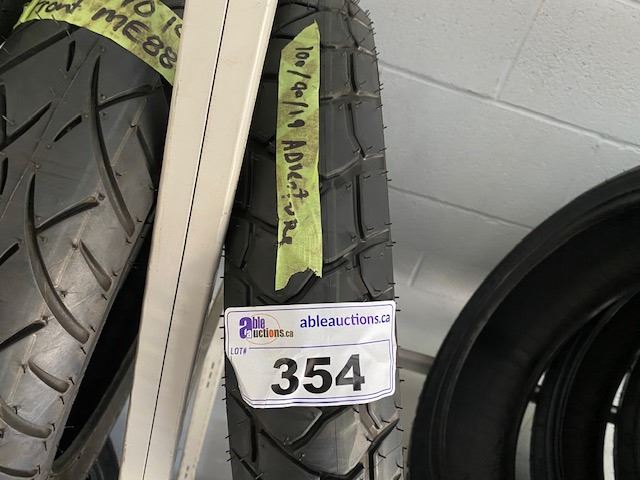 front ME88
100/90/19 ADVENTURE
able auctions.ca
ableauctions.ca
LOT#
354